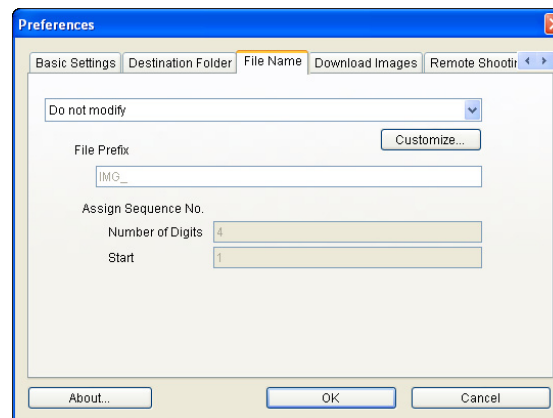 Preferences
Basic Settings Destination Folder File Name Download Images Remote Shootin
Do not modify
Customize...
File Prefix
IMG_
Assign Sequence No.
Number of Digits 4
Start 1
About... OK Cancel